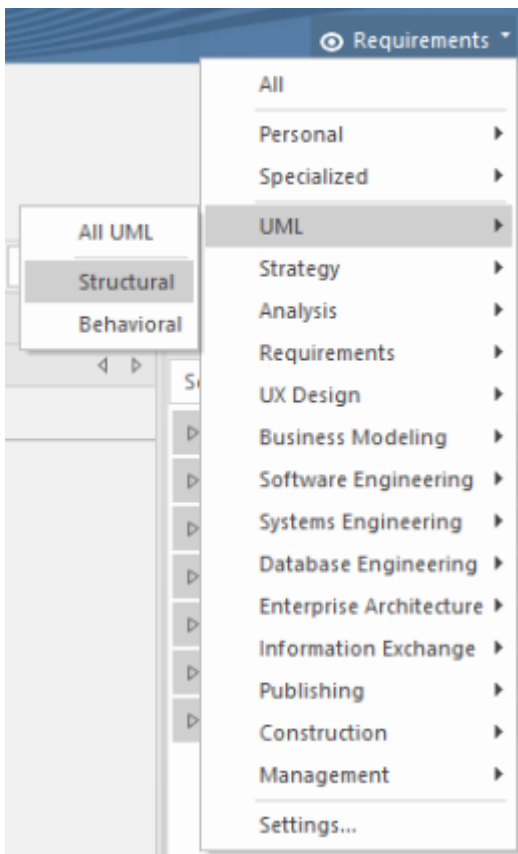 Requirements
All
Personal
Specialized
UML
Strategy
Analysis
Requirements
UX Design
Business Modeling
Software Engineering
Systems Engineering
Database Engineering
Enterprise Architecture
Information Exchange
Publishing
Construction
Management
Settings...
All UML
Structural
Behavioral